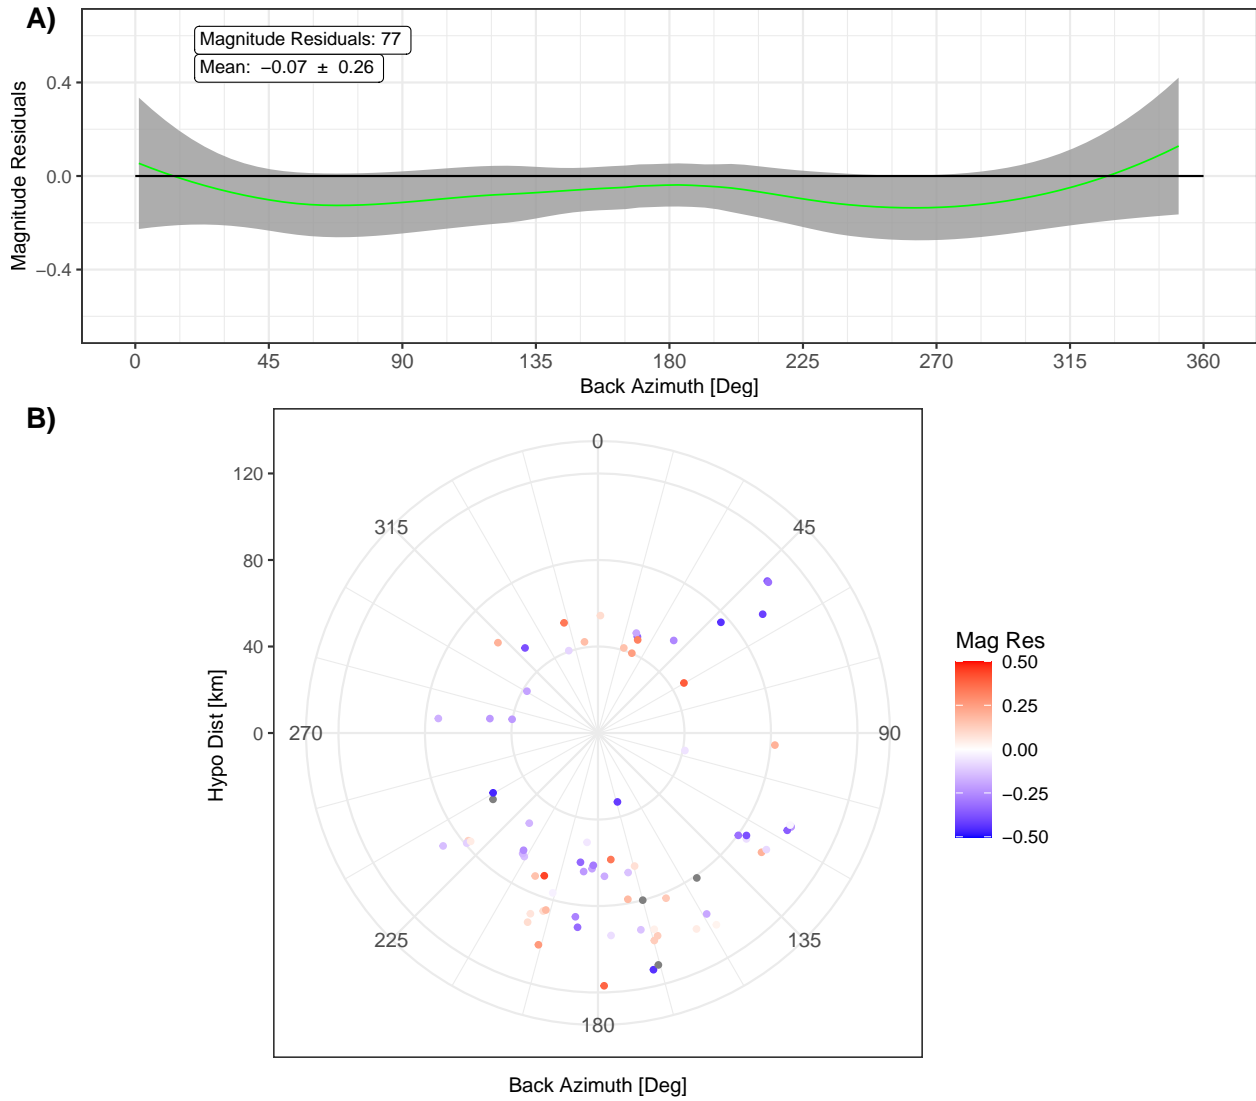 A)
Magnitude Residuals: 77
Mean: −0.07 ± 0.26
Magnitude Residuals
0.4
0.0
−0.4
0 45 90 135 180 225 270 315 360
Back Azimuth [Deg]
B)
Hypo Dist [km]
120
80
40
0
0
45
90
135
180
225
270
315
Back Azimuth [Deg]
Mag Res
0.50
0.25
0.00
−0.25
−0.50